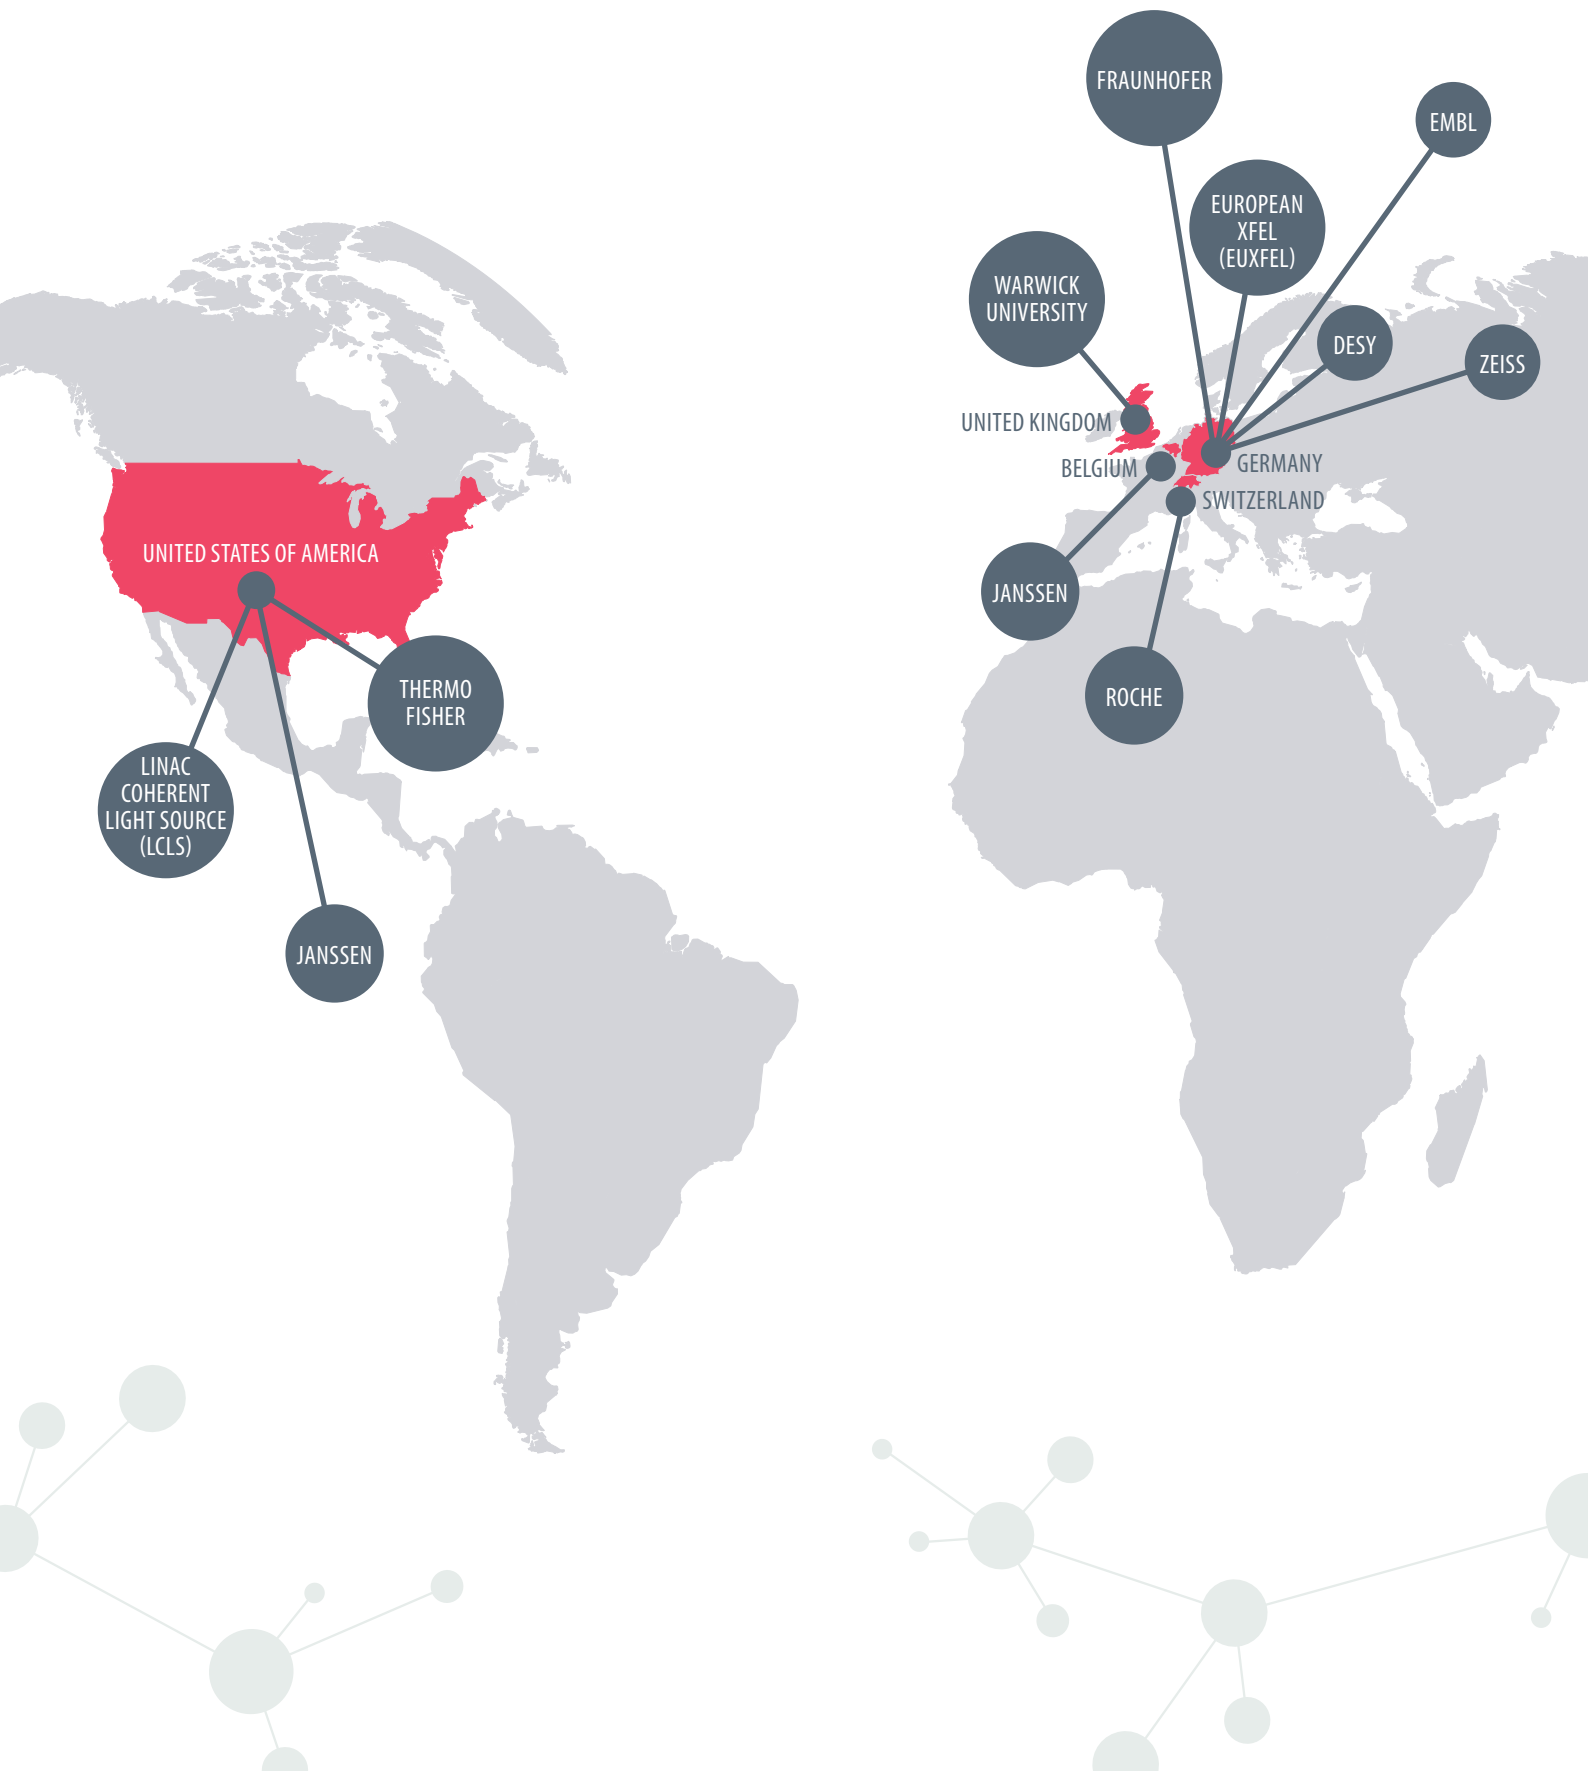 FRAUNHOFER
EMBL
EUROPEAN
XFEL
(EUXFEL)
WARWICK
UNIVERSITY
DESY
ZEISS
UNITED KINGDOM
BELGIUM
GERMANY
SWITZERLAND
UNITED STATES OF AMERICA
JANSSEN
THERMO
FISHER
ROCHE
LINAC
COHERENT
LIGHT SOURCE
(LCLS)
JANSSEN